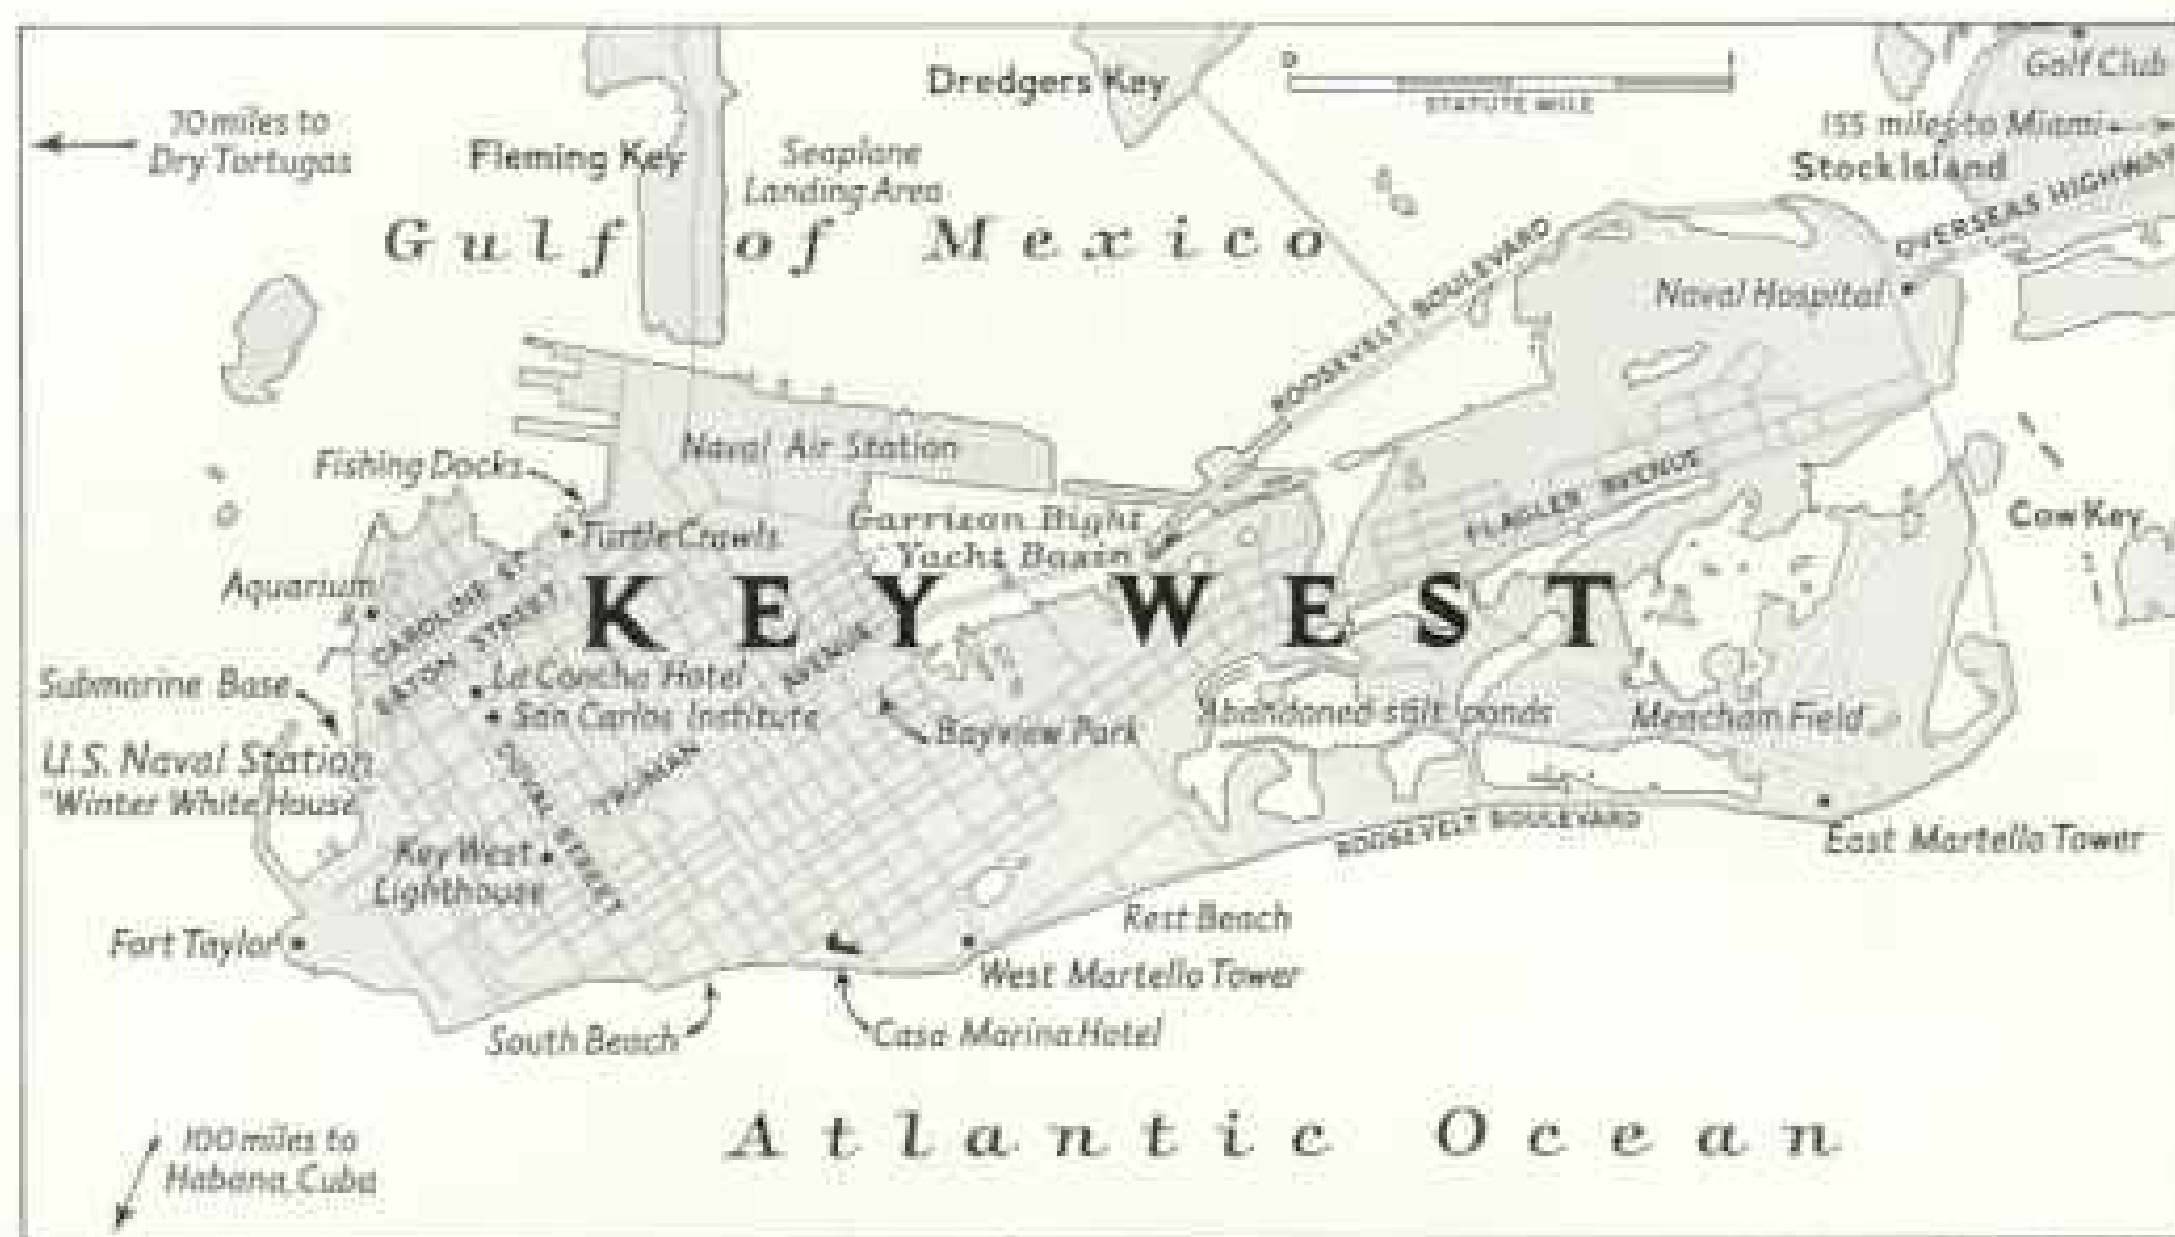 Golf Club
Dredgers Key
0 1
STATUTE MILE
70 miles to
Dry Tortugas
155 miles to Miami
Fleming Key
Seaplane
Landing Area
Stock Island
OVERSEAS HIGHWAY
Gulf of Mexico
ROOSEVELT BOULEVARD
Naval Hospital
Naval Air Station
Fishing Docks
FLAGLER AVENUE
Garrison Bight
Yacht Basin
Turtle Crawls
Cow Key
Aquarium
CAROLINE ST.
EATON STREET
KEY WEST
Submarine Base
La Concha Hotel
San Carlos Institute
TRUMAN AVENUE
Bayview Park
Abandoned salt ponds
Meacham Field
U.S. Naval Station
"Winter White House"
DUVAL STREET
ROOSEVELT BOULEVARD
East Martello Tower
Key West
Lighthouse
Fort Taylor
Rest Beach
West Martello Tower
South Beach
Casa Marina Hotel
Atlantic Ocean
100 miles to
Habana, Cuba